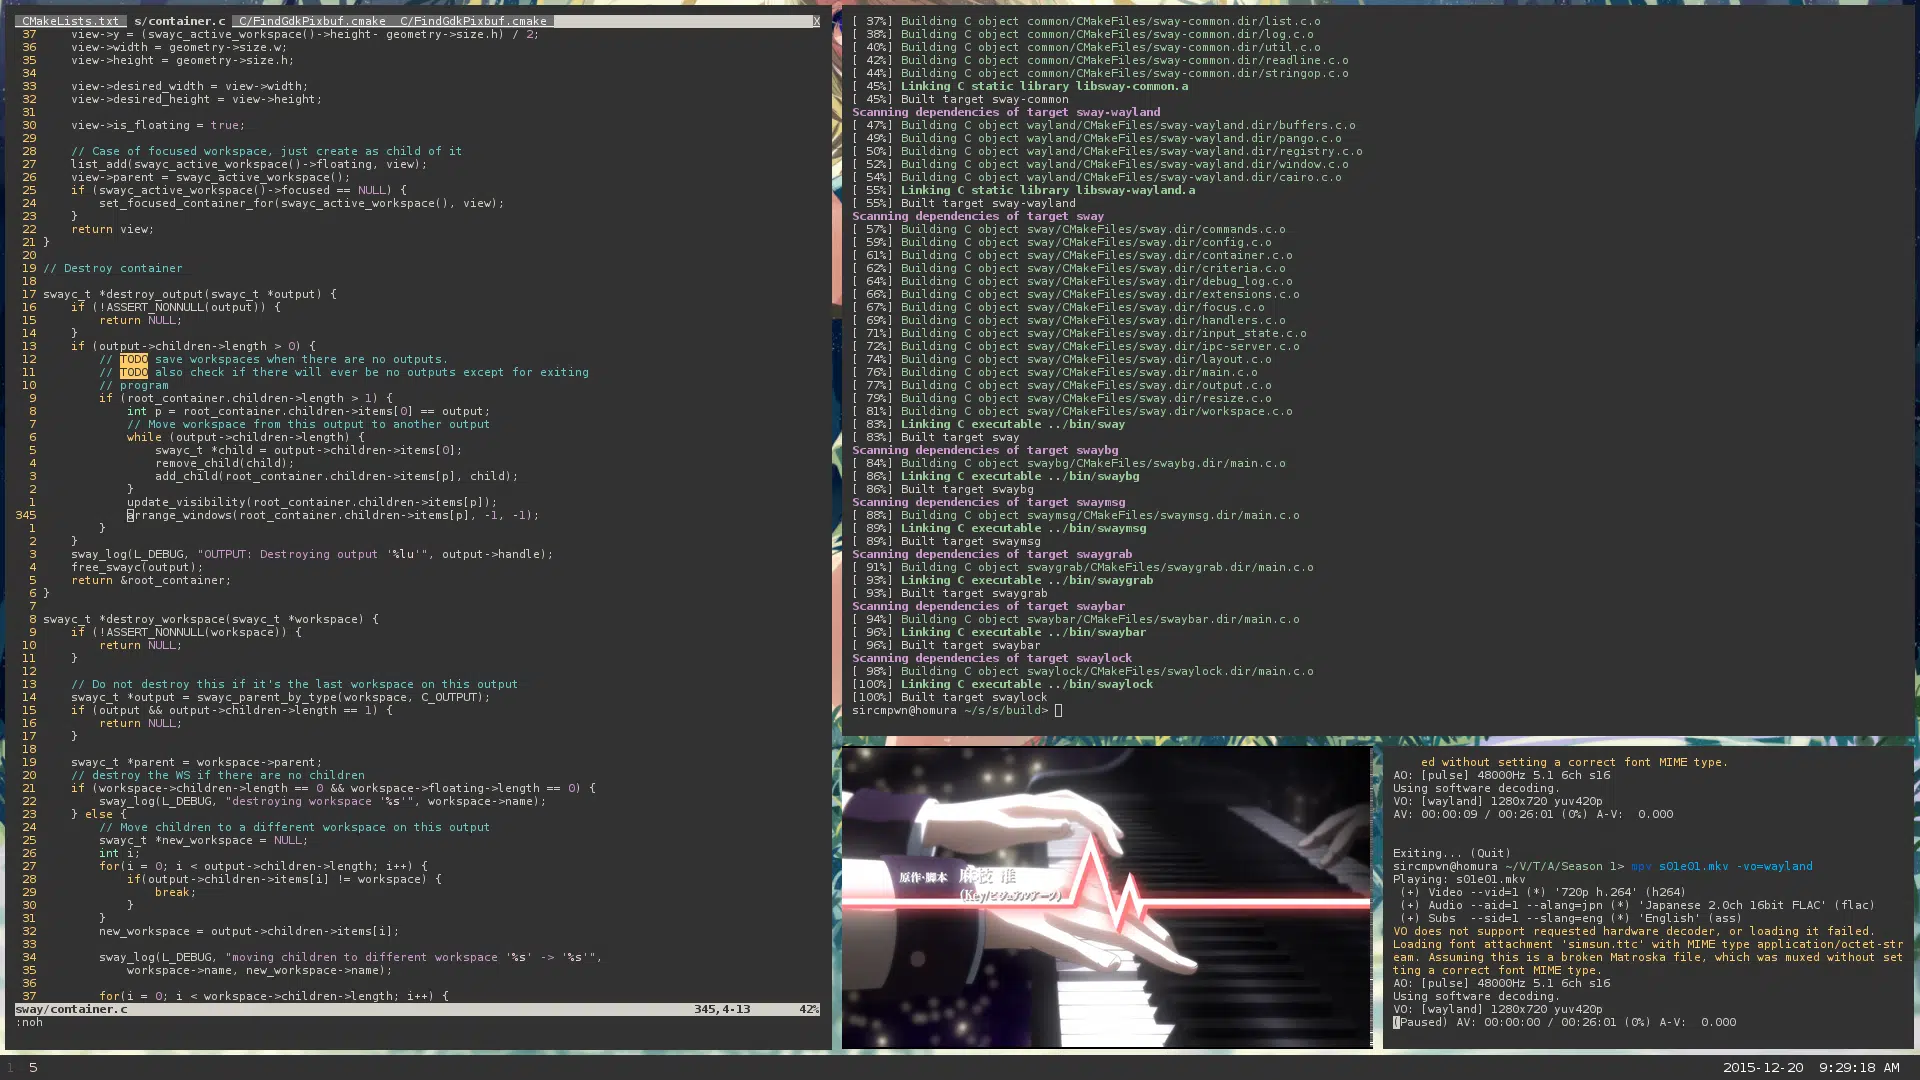 CMakeLists.txt  s/container.c  C/FindGdkPixbuf.cmake  C/FindGdkPixbuf.cmake  X
37     view->y = (swayc_active_workspace()->height- geometry->size.h) / 2;
36     view->width = geometry->size.w;
35     view->height = geometry->size.h;
34
33     view->desired_width = view->width;
32     view->desired_height = view->height;
31
30     view->is_floating = true;
29
28     // Case of focused workspace, just create as child of it
27     list_add(swayc_active_workspace()->floating, view);
26     view->parent = swayc_active_workspace();
25     if (swayc_active_workspace()->focused == NULL) {
24         set_focused_container_for(swayc_active_workspace(), view);
23     }
22     return view;
21 }
20
19 // Destroy container
18
17 swayc_t *destroy_output(swayc_t *output) {
16     if (!ASSERT_NONNULL(output)) {
15         return NULL;
14     }
13     if (output->children->length > 0) {
12         // TODO save workspaces when there are no outputs.
11         // TODO also check if there will ever be no outputs except for exiting
10         // program
9         if (root_container.children->length > 1) {
8             int p = root_container.children->items[0] == output;
7             // Move workspace from this output to another output
6             while (output->children->length) {
5                 swayc_t *child = output->children->items[0];
4                 remove_child(child);
3                 add_child(root_container.children->items[p], child);
2             }
1             update_visibility(root_container.children->items[p]);
345             arrange_windows(root_container.children->items[p], -1, -1);
1         }
2     }
3     sway_log(L_DEBUG, "OUTPUT: Destroying output '%lu'", output->handle);
4     free_swayc(output);
5     return &root_container;
6 }
7
8 swayc_t *destroy_workspace(swayc_t *workspace) {
9     if (!ASSERT_NONNULL(workspace)) {
10         return NULL;
11     }
12
13     // Do not destroy this if it's the last workspace on this output
14     swayc_t *output = swayc_parent_by_type(workspace, C_OUTPUT);
15     if (output && output->children->length == 1) {
16         return NULL;
17     }
18
19     swayc_t *parent = workspace->parent;
20     // destroy the WS if there are no children
21     if (workspace->children->length == 0 && workspace->floating->length == 0) {
22         sway_log(L_DEBUG, "destroying workspace '%s'", workspace->name);
23     } else {
24         // Move children to a different workspace on this output
25         swayc_t *new_workspace = NULL;
26         int i;
27         for(i = 0; i < output->children->length; i++) {
28             if(output->children->items[i] != workspace) {
29                 break;
30             }
31         }
32         new_workspace = output->children->items[i];
33
34         sway_log(L_DEBUG, "moving children to different workspace '%s' -> '%s'",
35             workspace->name, new_workspace->name);
36
37         for(i = 0; i < workspace->children->length; i++) {
sway/container.c                    345,4-13    42%
:noh
[ 37%] Building C object common/CMakeFiles/sway-common.dir/list.c.o
[ 38%] Building C object common/CMakeFiles/sway-common.dir/log.c.o
[ 40%] Building C object common/CMakeFiles/sway-common.dir/util.c.o
[ 42%] Building C object common/CMakeFiles/sway-common.dir/readline.c.o
[ 44%] Building C object common/CMakeFiles/sway-common.dir/stringop.c.o
[ 45%] Linking C static library libsway-common.a
[ 45%] Built target sway-common
Scanning dependencies of target sway-wayland
[ 47%] Building C object wayland/CMakeFiles/sway-wayland.dir/buffers.c.o
[ 49%] Building C object wayland/CMakeFiles/sway-wayland.dir/pango.c.o
[ 50%] Building C object wayland/CMakeFiles/sway-wayland.dir/registry.c.o
[ 52%] Building C object wayland/CMakeFiles/sway-wayland.dir/window.c.o
[ 54%] Building C object wayland/CMakeFiles/sway-wayland.dir/cairo.c.o
[ 55%] Linking C static library libsway-wayland.a
[ 55%] Built target sway-wayland
Scanning dependencies of target sway
[ 57%] Building C object sway/CMakeFiles/sway.dir/commands.c.o
[ 59%] Building C object sway/CMakeFiles/sway.dir/config.c.o
[ 61%] Building C object sway/CMakeFiles/sway.dir/container.c.o
[ 62%] Building C object sway/CMakeFiles/sway.dir/criteria.c.o
[ 64%] Building C object sway/CMakeFiles/sway.dir/debug_log.c.o
[ 66%] Building C object sway/CMakeFiles/sway.dir/extensions.c.o
[ 67%] Building C object sway/CMakeFiles/sway.dir/focus.c.o
[ 69%] Building C object sway/CMakeFiles/sway.dir/handlers.c.o
[ 71%] Building C object sway/CMakeFiles/sway.dir/input_state.c.o
[ 72%] Building C object sway/CMakeFiles/sway.dir/ipc-server.c.o
[ 74%] Building C object sway/CMakeFiles/sway.dir/layout.c.o
[ 76%] Building C object sway/CMakeFiles/sway.dir/main.c.o
[ 77%] Building C object sway/CMakeFiles/sway.dir/output.c.o
[ 79%] Building C object sway/CMakeFiles/sway.dir/resize.c.o
[ 81%] Building C object sway/CMakeFiles/sway.dir/workspace.c.o
[ 83%] Linking C executable ../bin/sway
[ 83%] Built target sway
Scanning dependencies of target swaybg
[ 84%] Building C object swaybg/CMakeFiles/swaybg.dir/main.c.o
[ 86%] Linking C executable ../bin/swaybg
[ 86%] Built target swaybg
Scanning dependencies of target swaymsg
[ 88%] Building C object swaymsg/CMakeFiles/swaymsg.dir/main.c.o
[ 89%] Linking C executable ../bin/swaymsg
[ 89%] Built target swaymsg
Scanning dependencies of target swaygrab
[ 91%] Building C object swaygrab/CMakeFiles/swaygrab.dir/main.c.o
[ 93%] Linking C executable ../bin/swaygrab
[ 93%] Built target swaygrab
Scanning dependencies of target swaybar
[ 94%] Building C object swaybar/CMakeFiles/swaybar.dir/main.c.o
[ 96%] Linking C executable ../bin/swaybar
[ 96%] Built target swaybar
Scanning dependencies of target swaylock
[ 98%] Building C object swaylock/CMakeFiles/swaylock.dir/main.c.o
[100%] Linking C executable ../bin/swaylock
[100%] Built target swaylock
sircmpwn@homura ~/s/s/build>
原作・脚本 麻枝 准
(Key/ビジュアルアーツ)
ed without setting a correct font MIME type.
AO: [pulse] 48000Hz 5.1 6ch s16
Using software decoding.
VO: [wayland] 1280x720 yuv420p
AV: 00:00:09 / 00:26:01 (0%) A-V:  0.000
Exiting... (Quit)
sircmpwn@homura ~/V/T/A/Season 1> mpv s01e01.mkv -vo=wayland
Playing: s01e01.mkv
(+) Video --vid=1 (*) '720p h.264' (h264)
(+) Audio --aid=1 --alang=jpn (*) 'Japanese 2.0ch 16bit FLAC' (flac)
(+) Subs  --sid=1 --slang=eng (*) 'English' (ass)
VO does not support requested hardware decoder, or loading it failed.
Loading font attachment 'simsun.ttc' with MIME type application/octet-str
eam. Assuming this is a broken Matroska file, which was muxed without set
ting a correct font MIME type.
AO: [pulse] 48000Hz 5.1 6ch s16
Using software decoding.
VO: [wayland] 1280x720 yuv420p
(Paused) AV: 00:00:00 / 00:26:01 (0%) A-V:  0.000
1  5  2015-12-20  9:29:18 AM